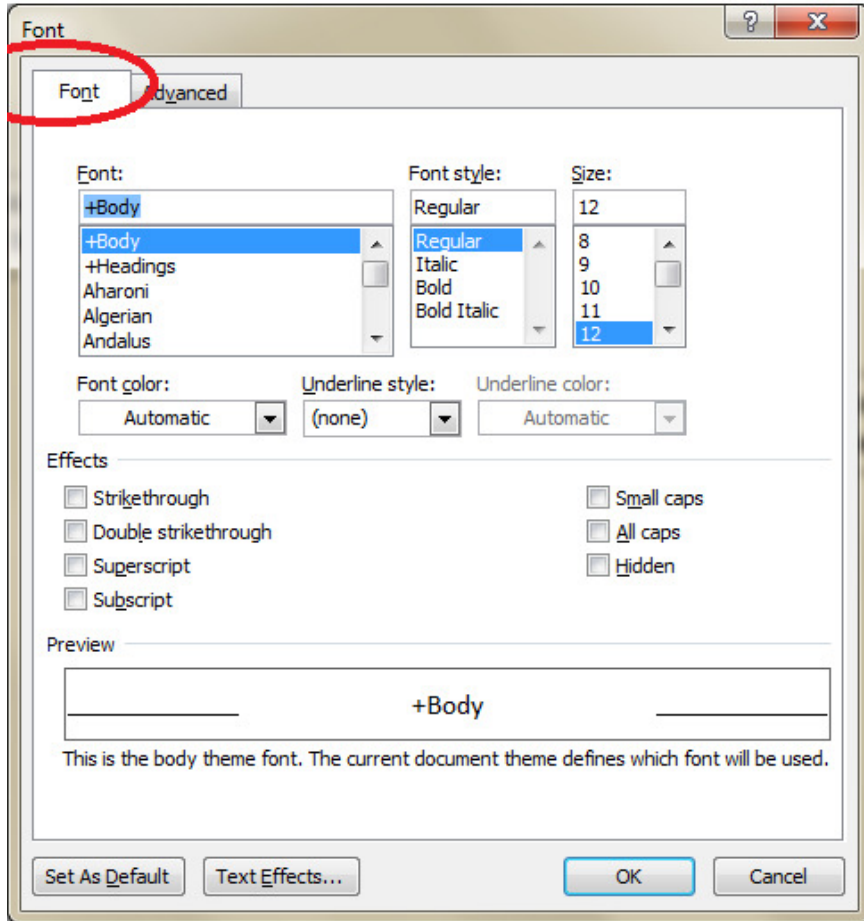 Font
Font Advanced
Font: Font style: Size:
+Body Regular 12
+Body Regular 8
+Headings Italic 9
Aharoni Bold 10
Algerian Bold Italic 11
Andalus 12
Font color: Underline style: Underline color:
Automatic (none) Automatic
Effects
Strikethrough Small caps
Double strikethrough All caps
Superscript Hidden
Subscript
Preview
+Body
This is the body theme font. The current document theme defines which font will be used.
Set As Default Text Effects... OK Cancel